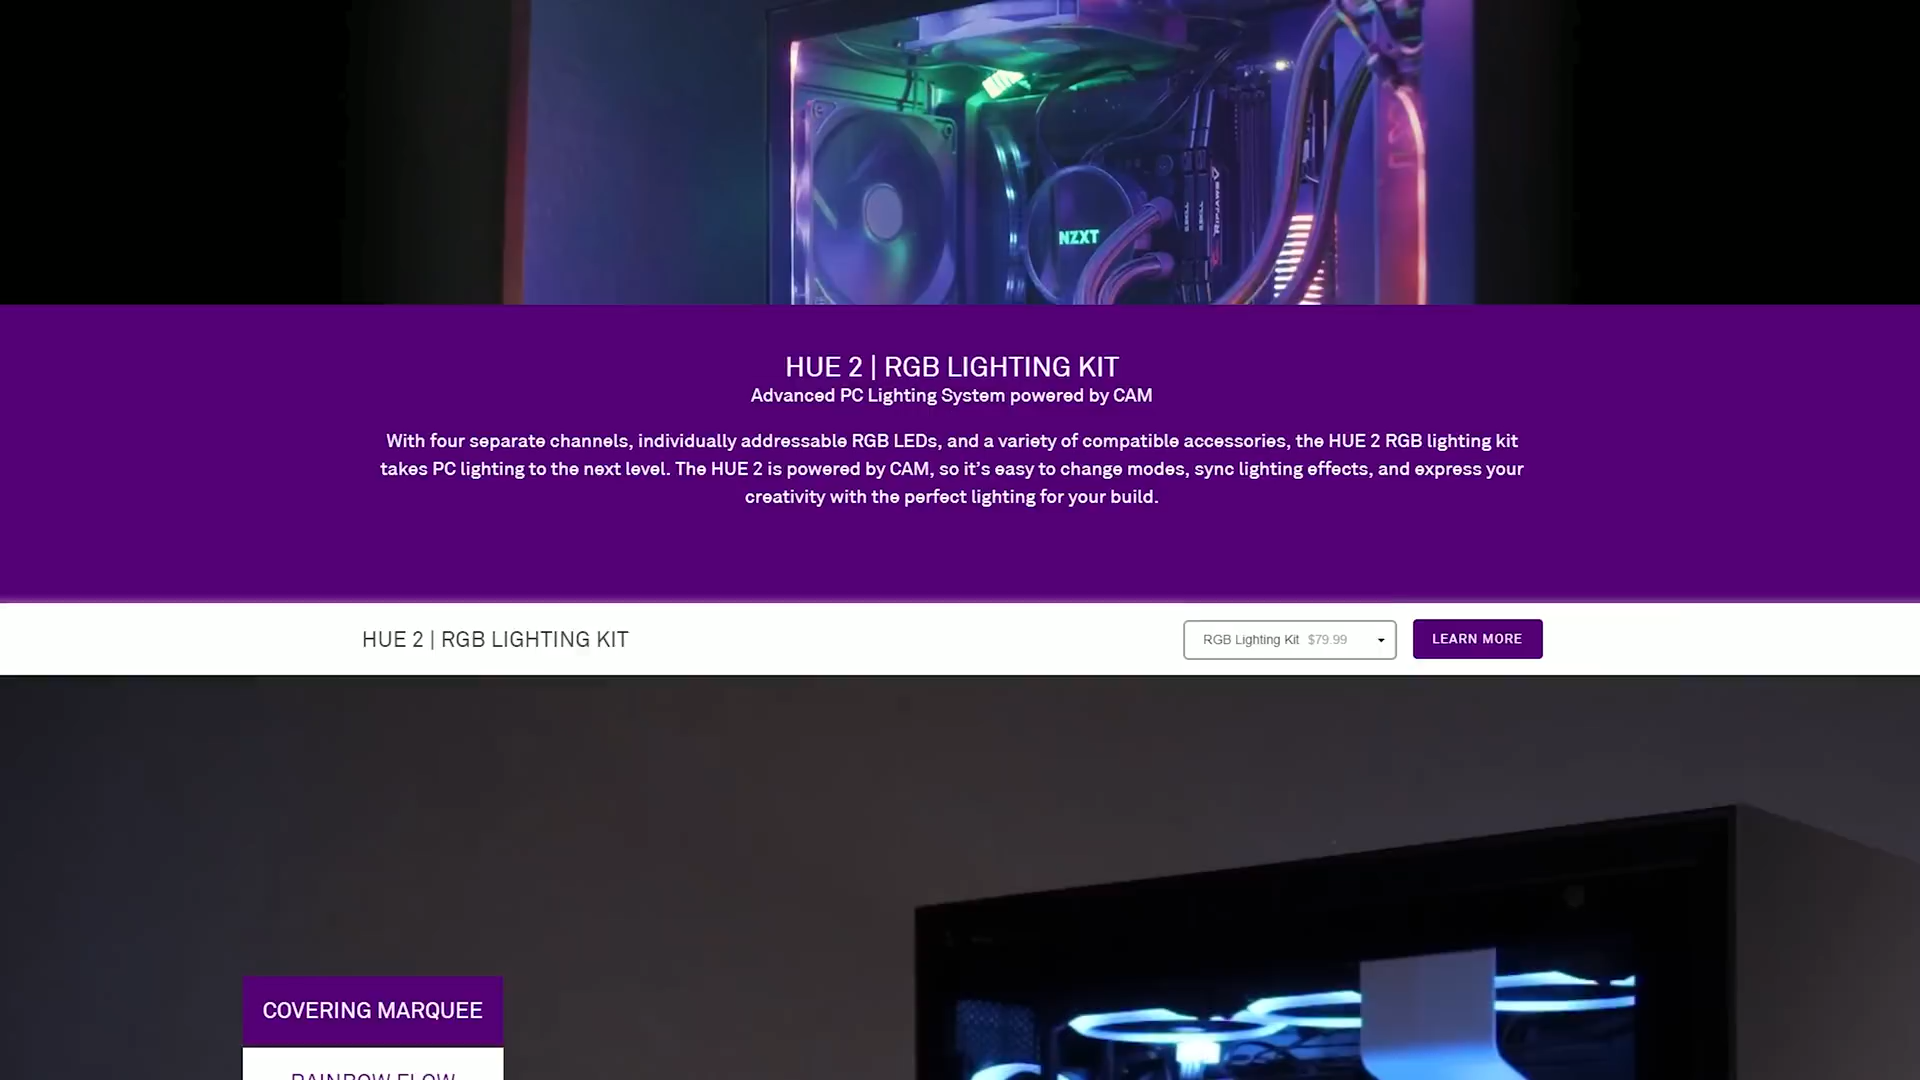 NZXT
RIPJAWS V
HUE 2 | RGB LIGHTING KIT
Advanced PC Lighting System powered by CAM
With four separate channels, individually addressable RGB LEDs, and a variety of compatible accessories, the HUE 2 RGB lighting kit
takes PC lighting to the next level. The HUE 2 is powered by CAM, so it’s easy to change modes, sync lighting effects, and express your
creativity with the perfect lighting for your build.
HUE 2 | RGB LIGHTING KIT
RGB Lighting Kit $79.99
LEARN MORE
COVERING MARQUEE
RAINBOW FLOW